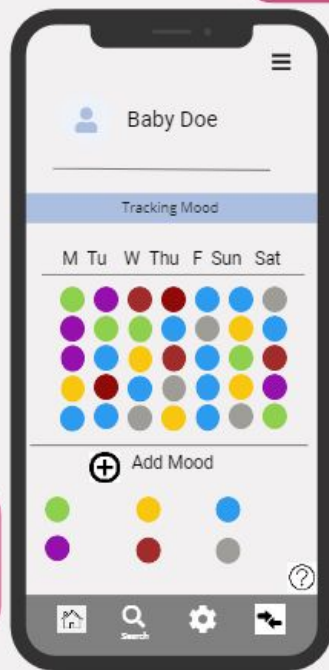 Baby Doe
Tracking Mood
M Tu W Thu F Sun Sat
Add Mood
?
Search